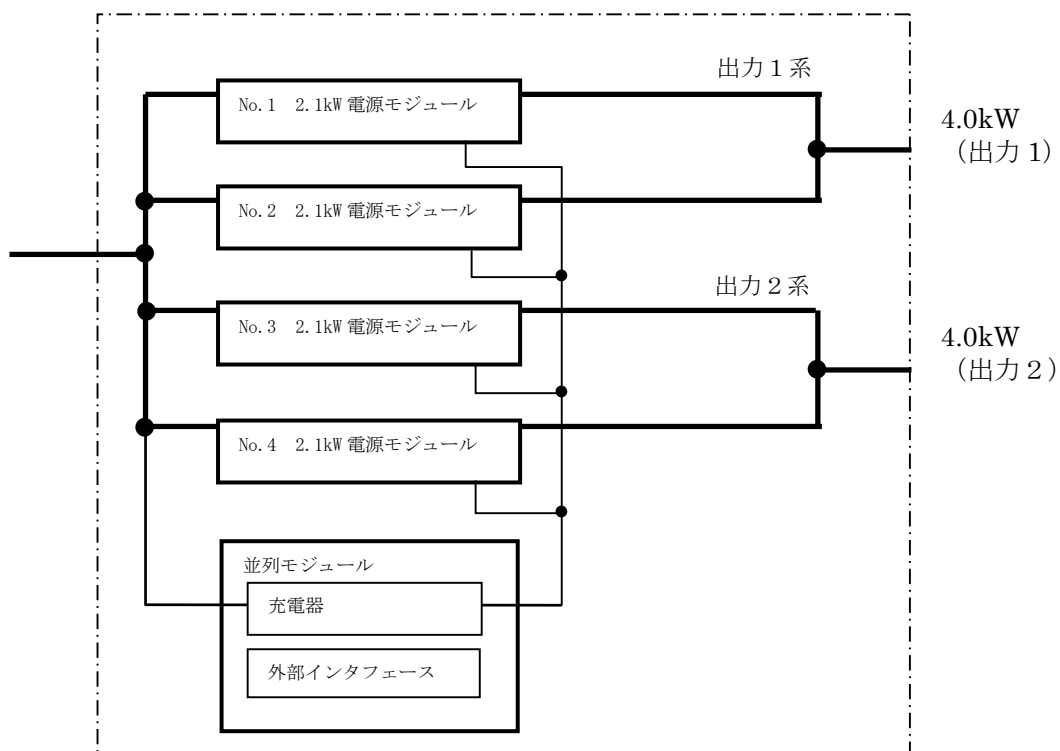 出力１系
No.1　2.1kW 電源モジュール
4.0kW
（出力 1）
No.2　2.1kW 電源モジュール
出力２系
No.3　2.1kW 電源モジュール
4.0kW
（出力２）
No.4　2.1kW 電源モジュール
並列モジュール
充電器
外部インタフェース